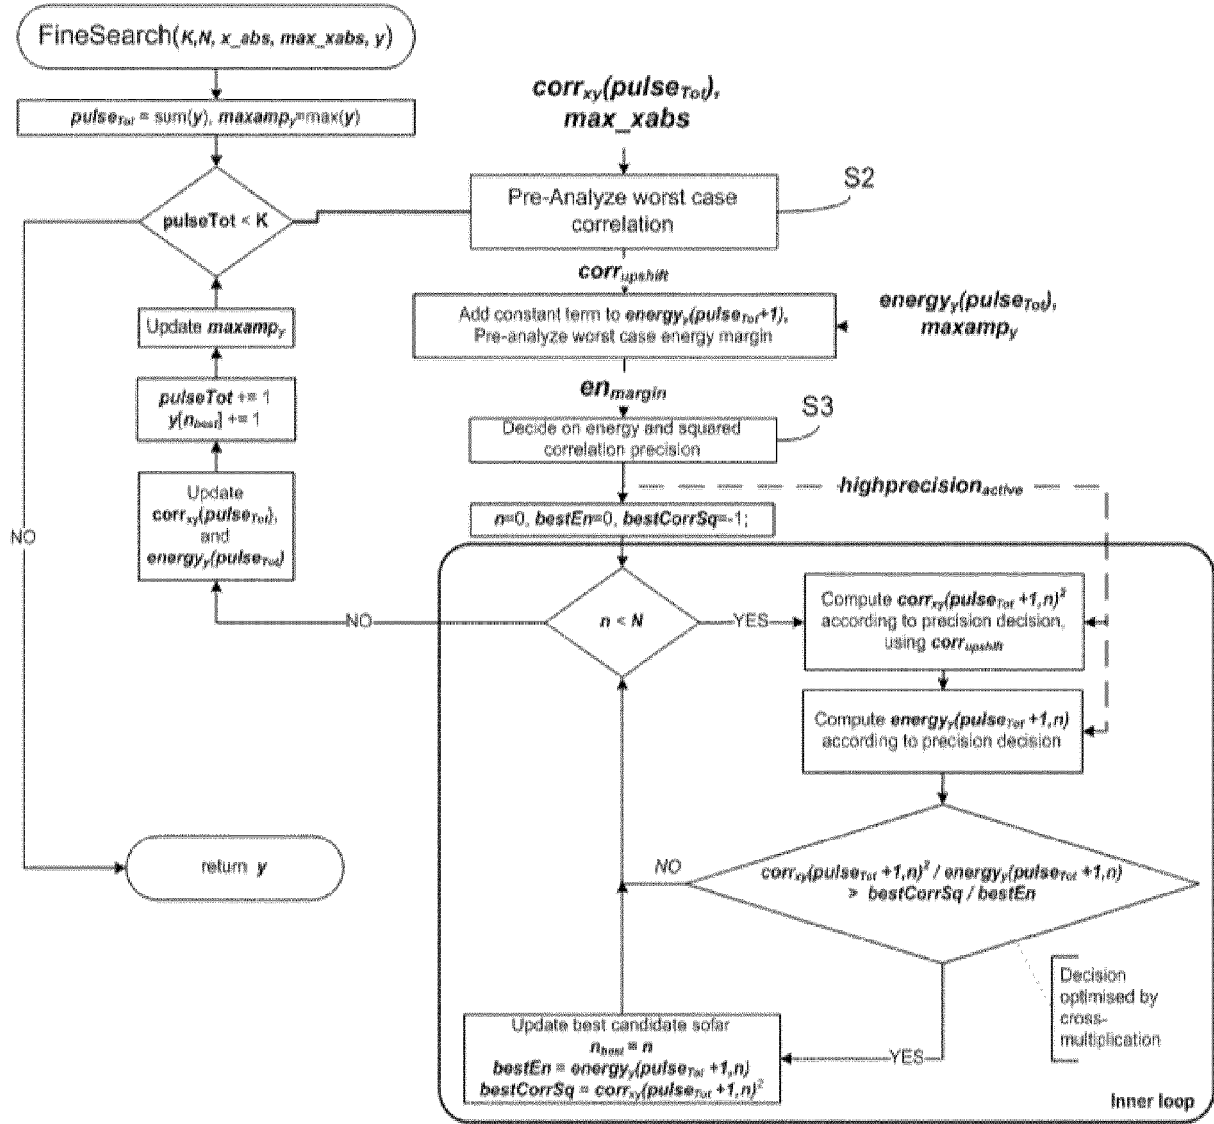 FineSearch(K,N, x_abs, max_xabs, y)
pulseTot = sum(y), maxampy=max(y)
pulseTot < K
corrxy(pulseTot),
max_xabs
Pre-Analyze worst case
correlation
S2
corrupshift
Add constant term to energyy(pulseTot+1),
Pre-analyze worst case energy margin
energyy(pulseTot),
maxampy
enmargin
Decide on energy and squared
correlation precision
S3
highprecisionactive
n=0, bestEn=0, bestCorrSq=-1;
Update maxampy
pulseTot += 1
y[nbest] += 1
Update
corrxy(pulseTot),
and
energyy(pulseTot)
NO
NO
n < N
YES
Compute corrxy(pulseTot +1,n)²
according to precision decision,
using corrupshift
Compute energyy(pulseTot +1,n)
according to precision decision
return y
NO
corrxy(pulseTot +1,n)² / energyy(pulseTot +1,n)
> bestCorrSq / bestEn
Decision
optimised by
cross-
multiplication
YES
Update best candidate sofar
nbest = n
bestEn = energyy(pulseTot +1,n)
bestCorrSq = corrxy(pulseTot +1,n)²
Inner loop